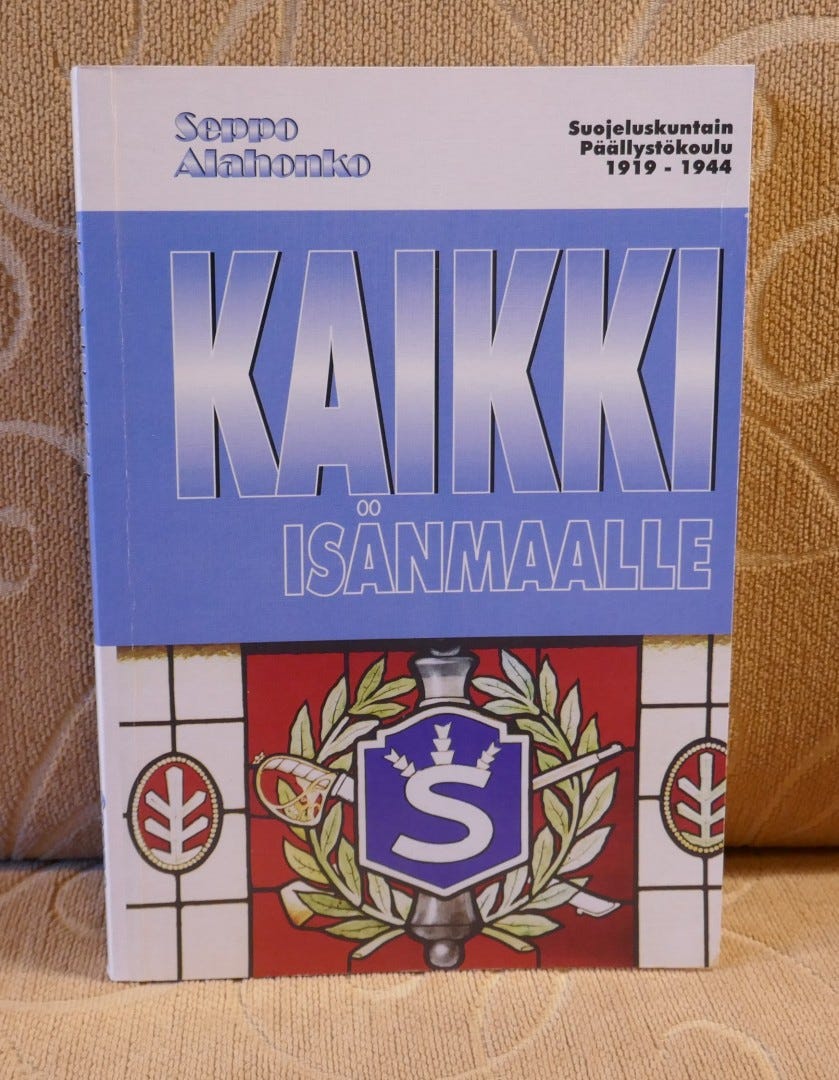 Seppo
Alahonko
Suojeluskuntain
Päällystökoulu
1919 - 1944
KAIKKI
ISÄNMAALLE
S